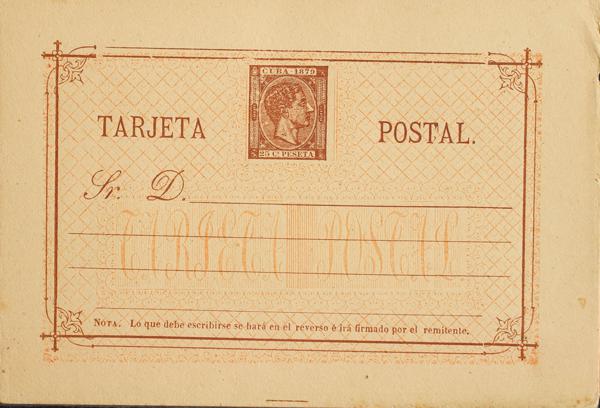 CUBA-1879
25 C. PESETA
TARJETA POSTAL.
Sr. D.
TARJETA POSTAL
NOTA. Lo que debe escribirse se hará en el reverso é irá firmado por el remitente.